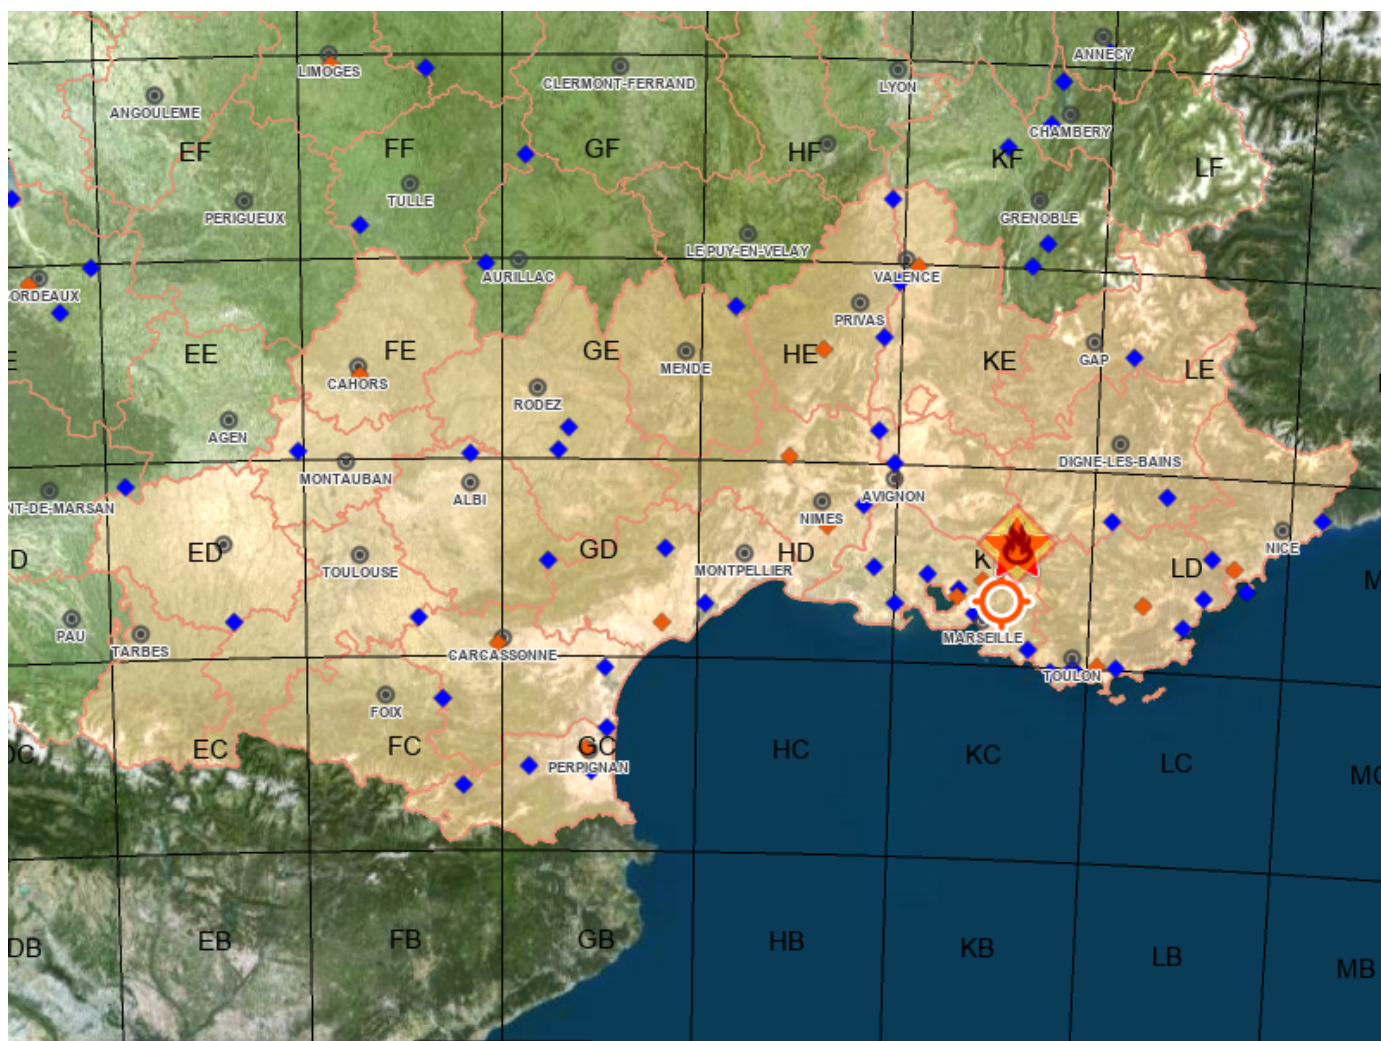 ANNECY
LIMOGES
CLERMONT-FERRAND
LYON
ANGOULEME
CHAMBERY
EF
FF
GF
HF
KF
LF
TULLE
PERIGUEUX
GRENOBLE
LE PUY-EN-VELAY
AURILLAC
VALENCE
ORDEAUX
PRIVAS
EE
FE
GE
HE
KE
LE
E
GAP
MENDE
CAHORS
RODEZ
AGEN
DIGNE-LES-BAINS
MONTAUBAN
ALBI
AVIGNON
NT-DE-MARSAN
NIMES
NICE
D
ED
GD
HD
K
LD
M
TOULOUSE
MONTPELLIER
PAU
TARBES
CARCASSONNE
MARSEILLE
TOULON
FOIX
DC
EC
FC
GC
HC
KC
LC
MC
PERPIGNAN
DB
EB
FB
GB
HB
KB
LB
MB